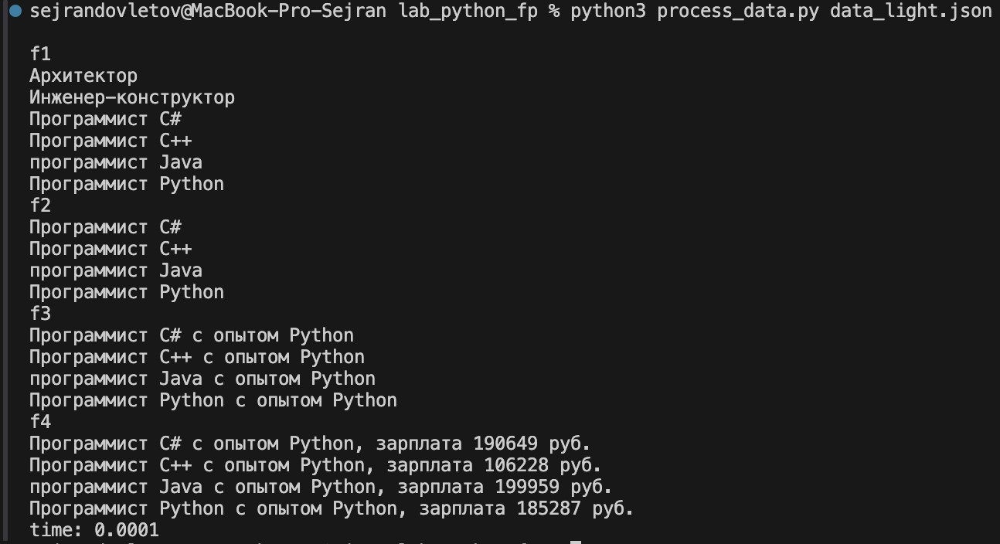 sejrandovletov@MacBook-Pro-Sejran lab_python_fp % python3 process_data.py data_light.json
f1
Архитектор
Инженер-конструктор
Программист C#
Программист C++
программист Java
Программист Python
f2
Программист C#
Программист C++
программист Java
Программист Python
f3
Программист C# с опытом Python
Программист C++ с опытом Python
программист Java с опытом Python
Программист Python с опытом Python
f4
Программист C# с опытом Python, зарплата 190649 руб.
Программист C++ с опытом Python, зарплата 106228 руб.
программист Java с опытом Python, зарплата 199959 руб.
Программист Python с опытом Python, зарплата 185287 руб.
time: 0.0001